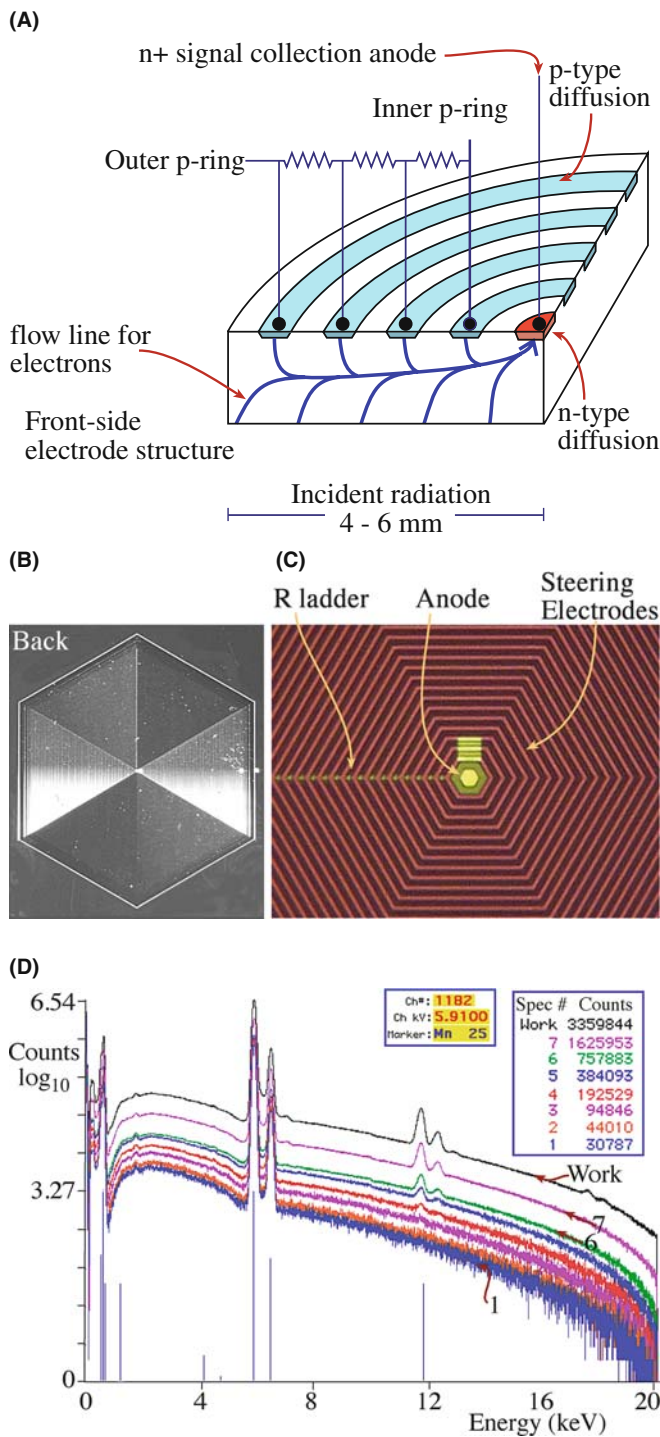 (A)
n+ signal collection anode
p-type
diffusion
Inner p-ring
Outer p-ring
flow line for
electrons
Front-side
electrode structure
n-type
diffusion
Incident radiation
4 - 6 mm
(B)
Back
(C)
R ladder
Anode
Steering
Electrodes
(D)
6.54
Counts
log10
3.27
0
Ch#: 1182
Ch kV: 5.9100
Marker: Mn 25
Spec # Counts
Work 3359844
7 1625953
6 757883
5 384093
4 192529
3 94846
2 44010
1 30787
Work
7
6
1
0 4 8 12 16 20
Energy (keV)